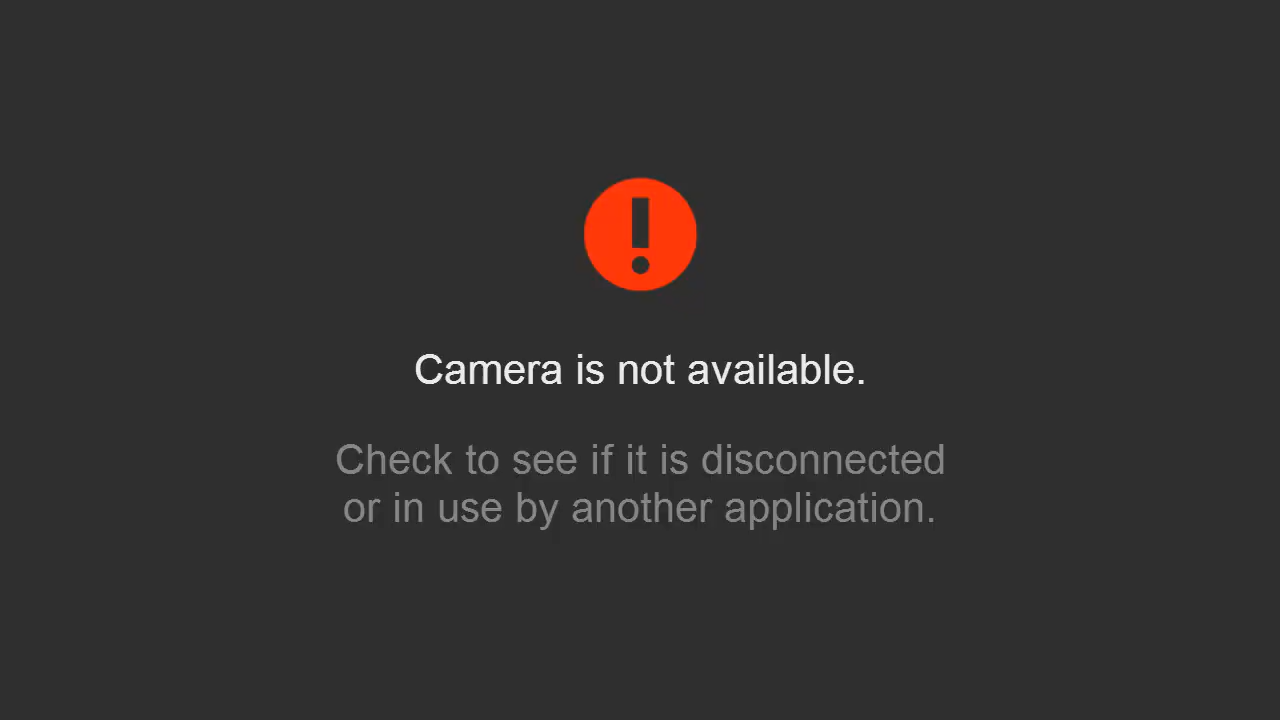 Camera is not available.
Check to see if it is disconnected
or in use by another application.